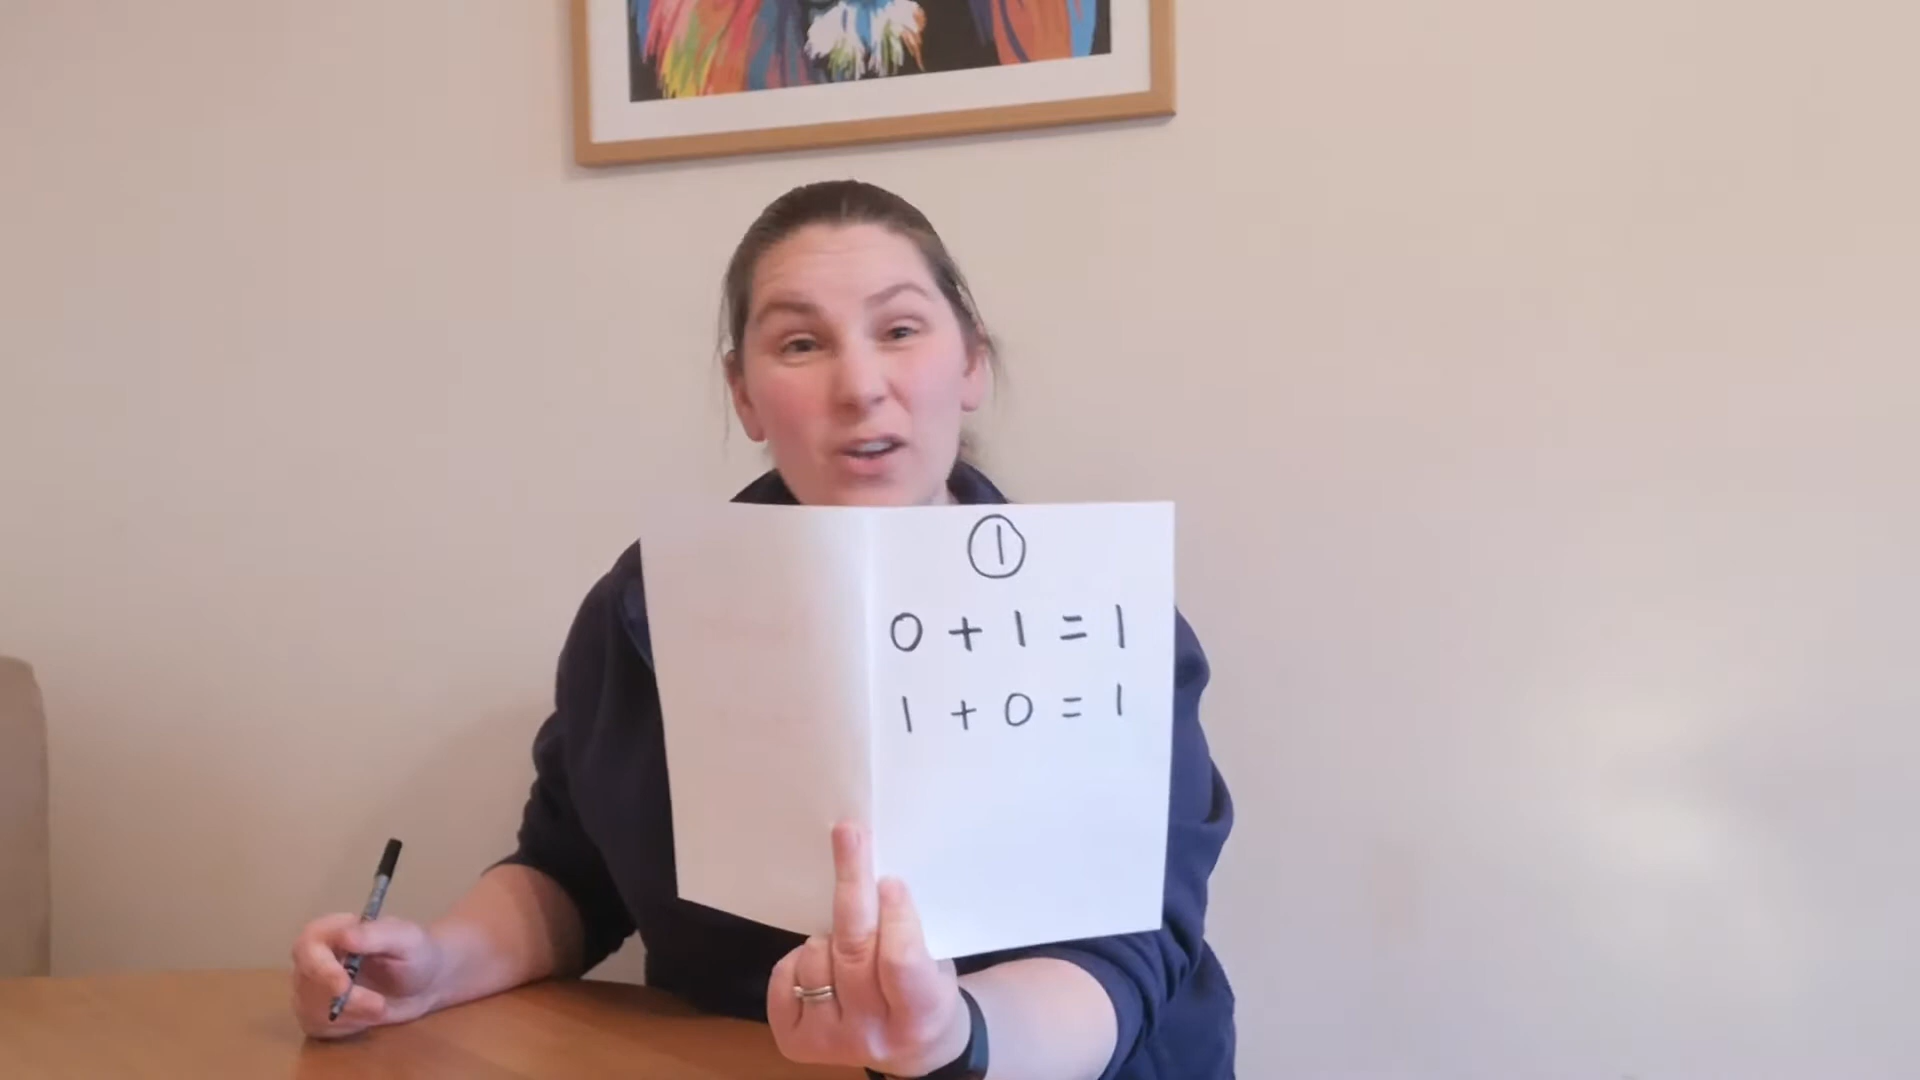 1
0 + 1 = 1
1 + 0 = 1